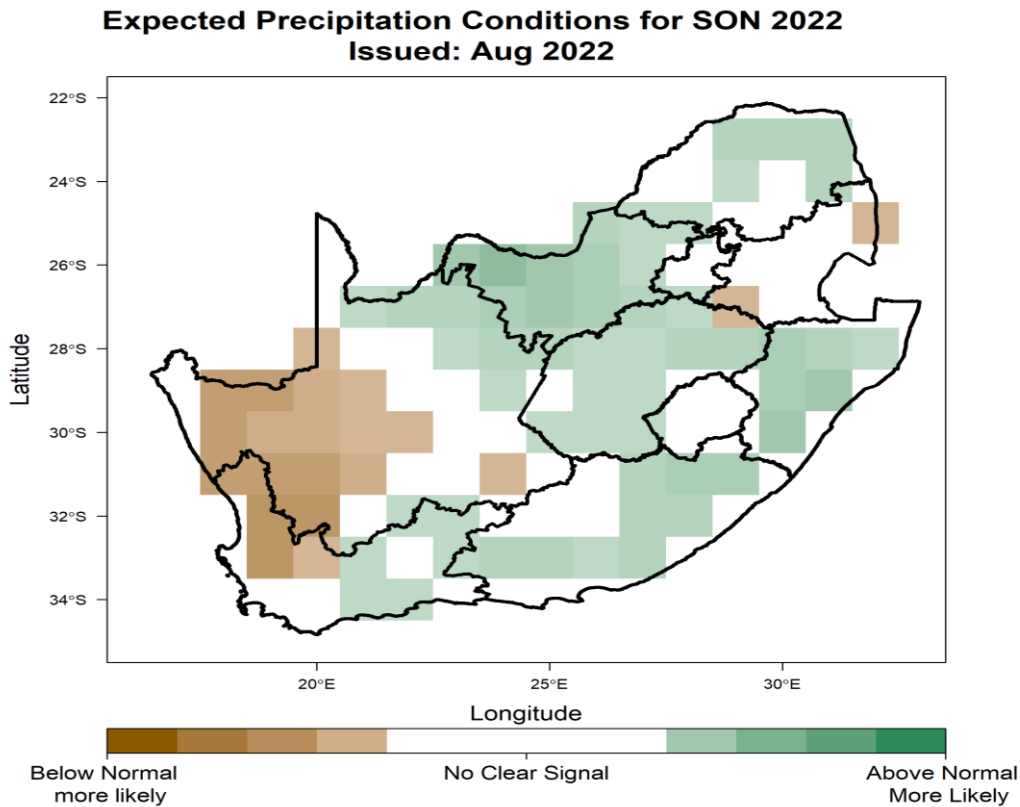 Expected Precipitation Conditions for SON 2022
Issued: Aug 2022
22°S
24°S
26°S
28°S
30°S
32°S
34°S
Latitude
20°E
25°E
30°E
Longitude
Below Normal
more likely
No Clear Signal
Above Normal
More Likely